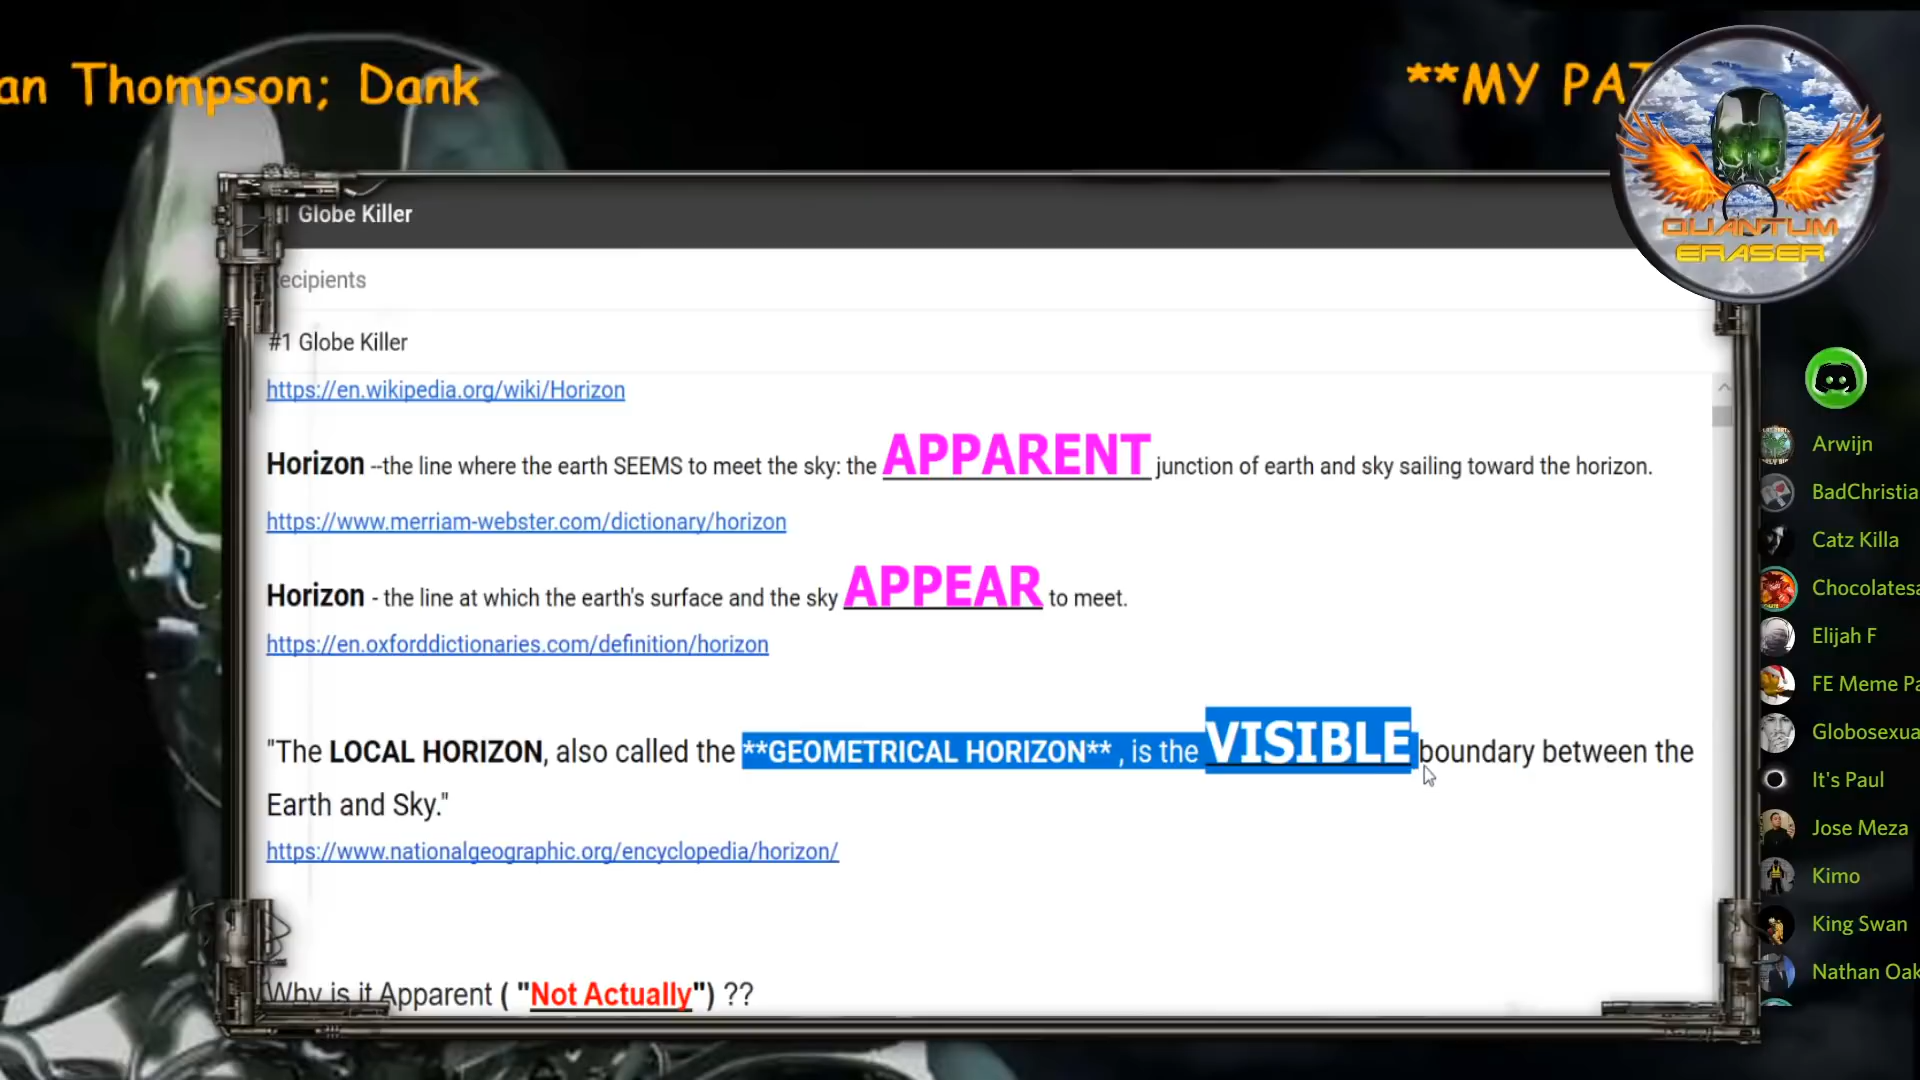 an Thompson; Dank
**MY PAT
QUANTUM
ERASER
1 Globe Killer
ecipients
#1 Globe Killer
https://en.wikipedia.org/wiki/Horizon
Horizon --the line where the earth SEEMS to meet the sky: the APPARENT junction of earth and sky sailing toward the horizon.
https://www.merriam-webster.com/dictionary/horizon
Horizon - the line at which the earth's surface and the sky APPEAR to meet.
https://en.oxforddictionaries.com/definition/horizon
"The LOCAL HORIZON, also called the **GEOMETRICAL HORIZON** , is the VISIBLE boundary between the
Earth and Sky."
https://www.nationalgeographic.org/encyclopedia/horizon/
Why is it Apparent ( "Not Actually") ??
Arwijn
BadChristia
Catz Killa
Chocolatesa
Elijah F
FE Meme Pa
Globosexua
It's Paul
Jose Meza
Kimo
King Swan
Nathan Oak